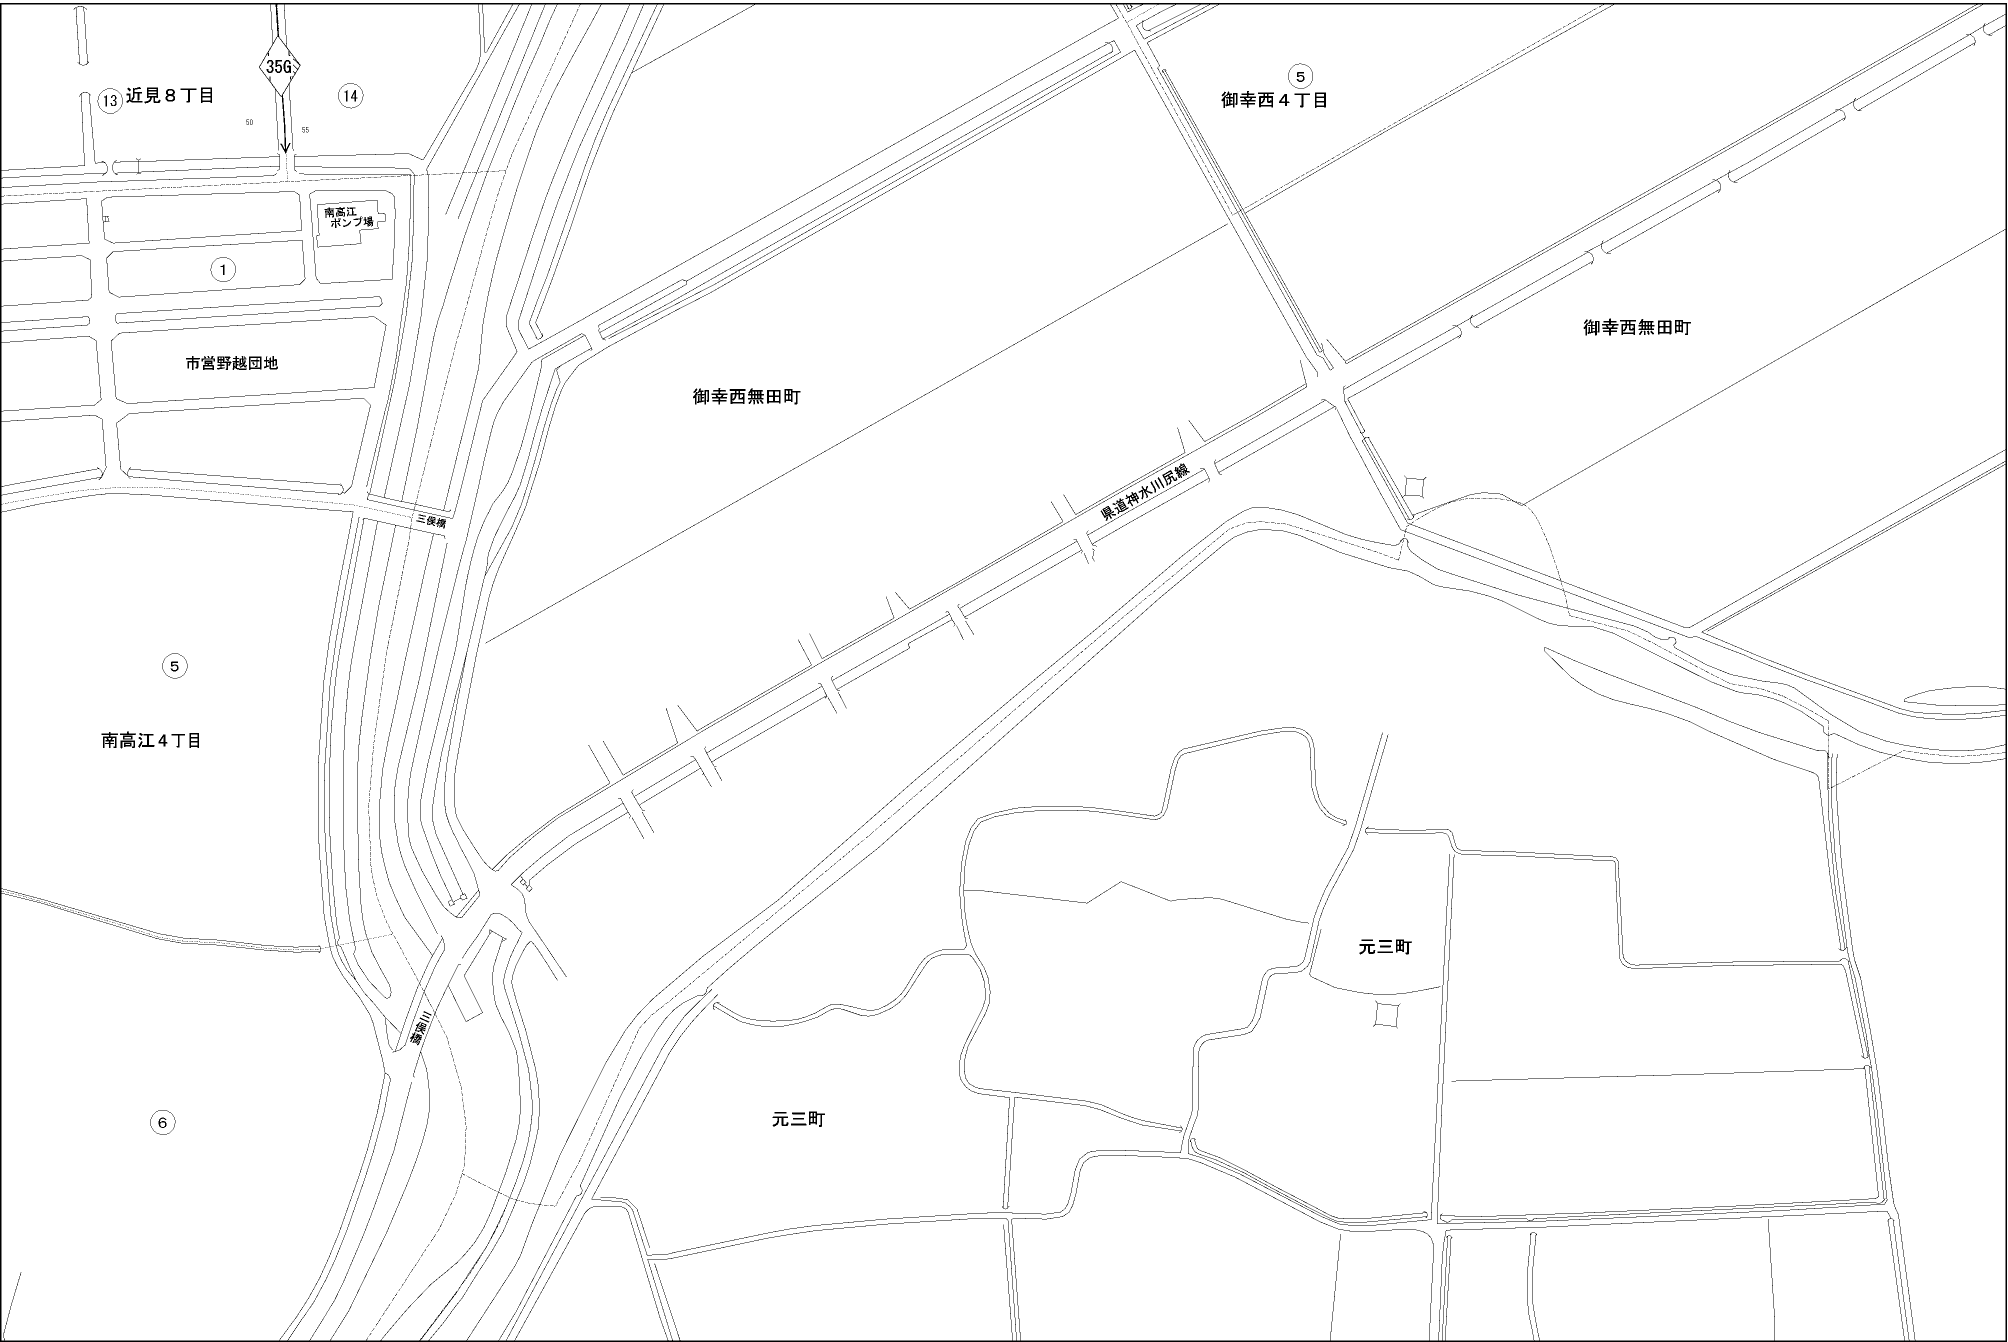 35G
13 近見８丁目
14
50
55
5
御幸西４丁目
南高江
ポンプ場
1
御幸西無田町
市営野越団地
御幸西無田町
県道神水川尻線
三俣橋
5
南高江４丁目
元三町
三俣橋
元三町
6